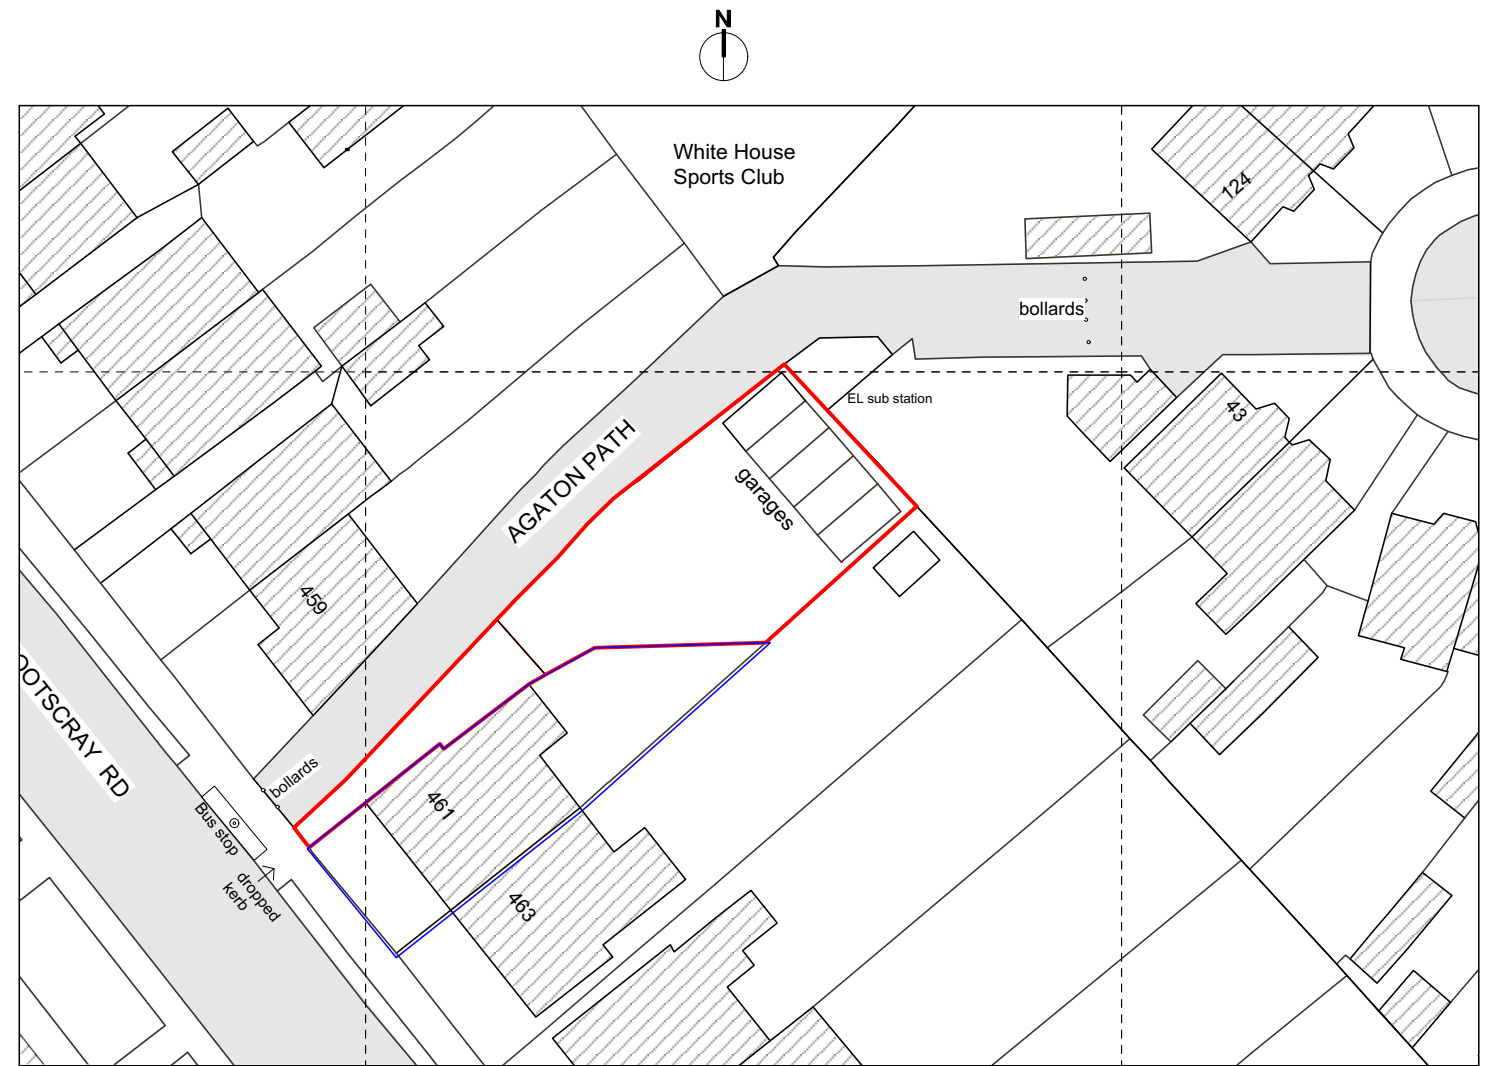 N
White House
Sports Club
124
bollards
EL sub station
43
AGATON PATH
garages
459
OOTSCRAY RD
bollards
Bus stop
461
dropped
kerb
463